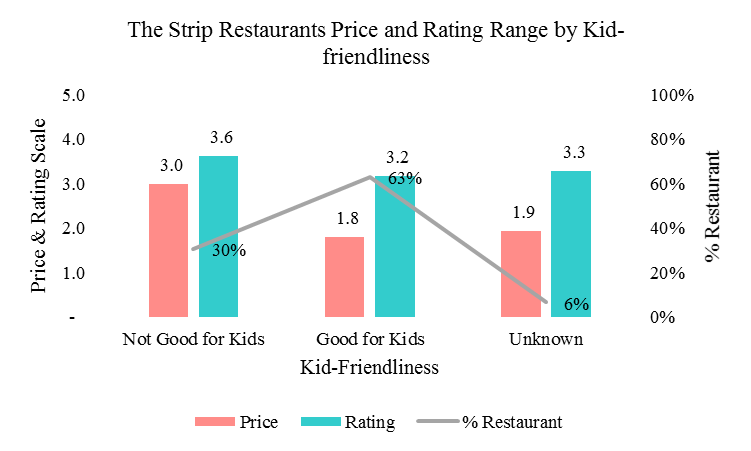 The Strip Restaurants Price and Rating Range by Kid-
friendliness
Price & Rating Scale
5.0
4.0
3.0
2.0
1.0
-
3.0
3.6
30%
1.8
3.2
63%
1.9
3.3
6%
100%
80%
60%
40%
20%
0%
% Restaurant
Not Good for Kids
Good for Kids
Unknown
Kid-Friendliness
Price
Rating
% Restaurant